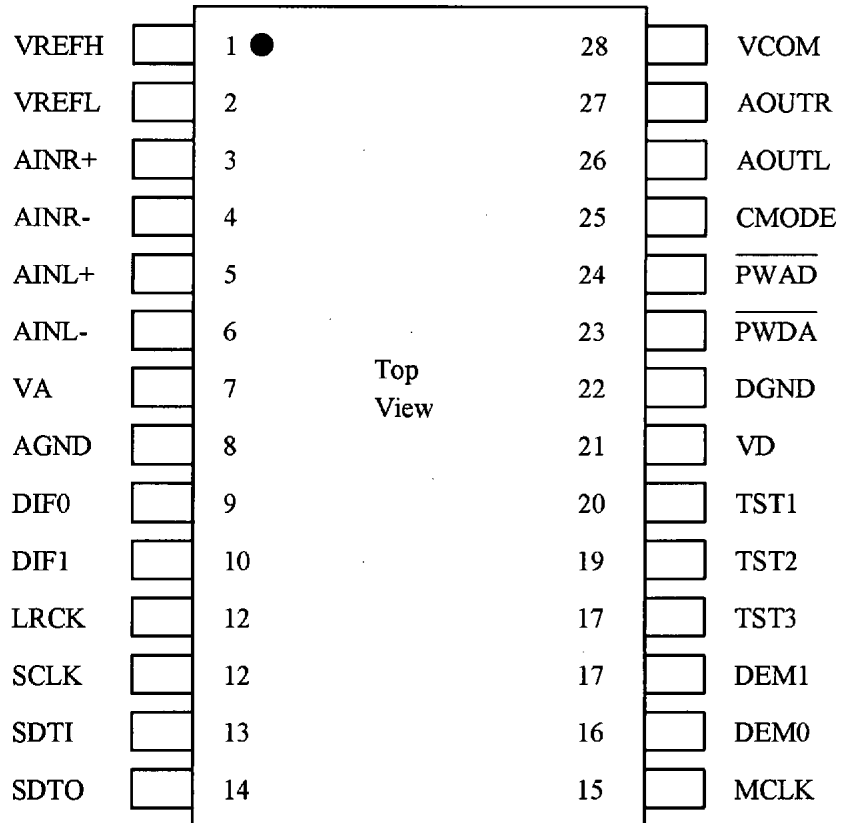 VREFH 1 28 VCOM
VREFL 2 27 AOUTR
AINR+ 3 26 AOUTL
AINR- 4 25 CMODE
AINL+ 5 24 P̅W̅A̅D̅
AINL- 6 23 P̅W̅D̅A̅
VA 7 Top 22 DGND
View
AGND 8 21 VD
DIF0 9 20 TST1
DIF1 10 19 TST2
LRCK 12 17 TST3
SCLK 12 17 DEM1
SDTI 13 16 DEM0
SDTO 14 15 MCLK